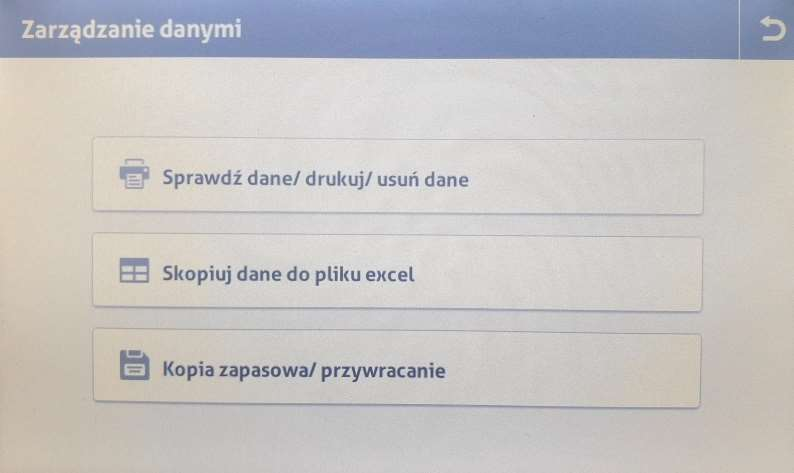 Zarządzanie danymi
Sprawdź dane/ drukuj/ usuń dane
Skopiuj dane do pliku excel
Kopia zapasowa/ przywracanie